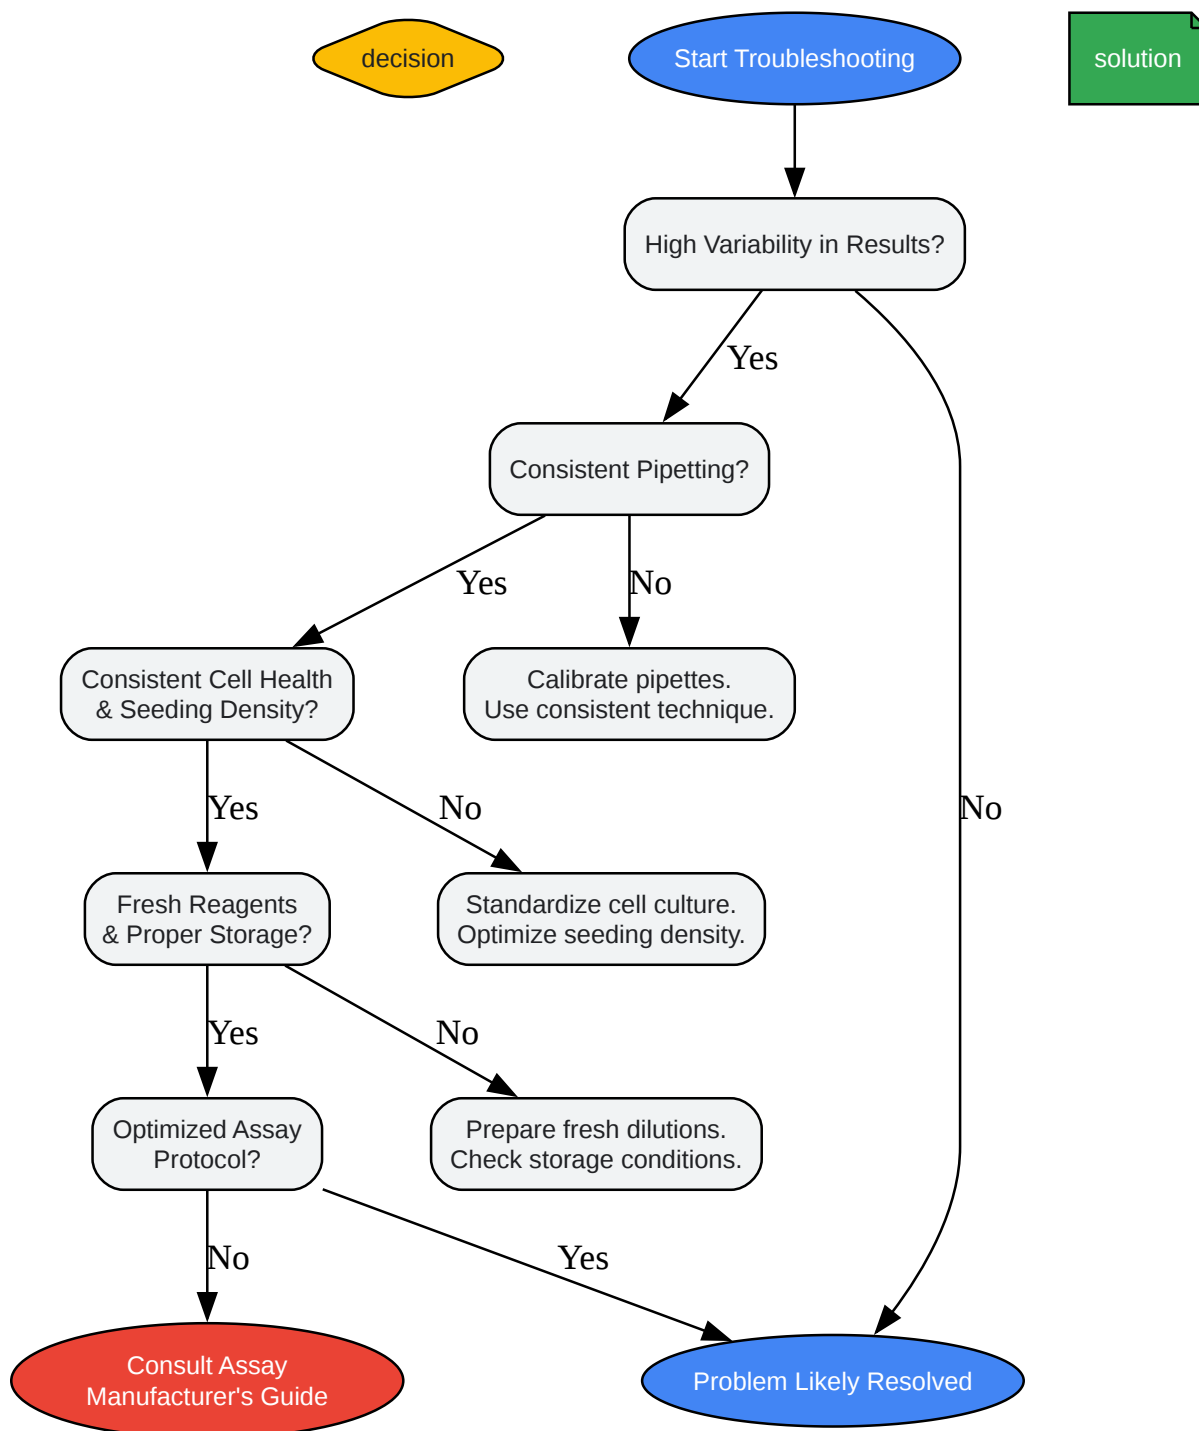 decision
Start Troubleshooting
solution
High Variability in Results?
Yes
Consistent Pipetting?
Yes
No
Consistent Cell Health
& Seeding Density?
Calibrate pipettes.
Use consistent technique.
Yes
No
No
Fresh Reagents
& Proper Storage?
Standardize cell culture.
Optimize seeding density.
Yes
No
Optimized Assay
Protocol?
Prepare fresh dilutions.
Check storage conditions.
No
Yes
Consult Assay
Manufacturer's Guide
Problem Likely Resolved